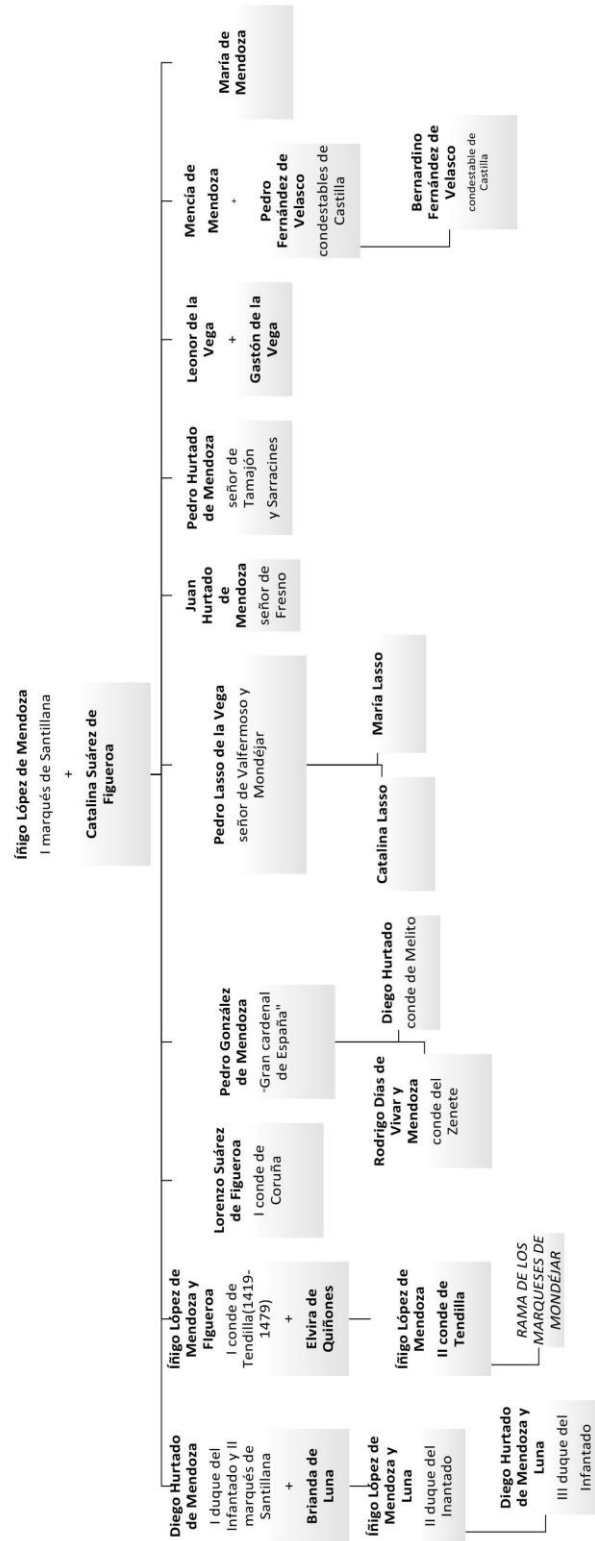 Íñigo López de Mendoza
I marqués de Santillana
+
Catalina Suárez de
Figueroa
Diego Hurtado
de Mendoza
I duque del
Infantado y II
marqués de
Santillana
+
Brianda de
Luna
Íñigo López de
Mendoza y
Luna
II duque del
Inantado
Diego Hurtado
de Mendoza y
Luna
III duque del
Infantado
Íñigo López de
Mendoza y
FIgueroa
I conde de
Tendilla(1419-
1479)
+
Elvira de
Quiñones
Íñigo López de
Mendoza
II conde de
Tendilla
RAMA DE LOS
MARQUESES DE
MONDÉJAR
Lorenzo Suárez
de Figueroa
I conde de
Coruña
Pedro González
de Mendoza
-Gran cardenal
de España"
Rodrigo Días de
Vivar y
Mendoza
conde del
Zenete
Diego Hurtado
conde de Melito
Pedro Lasso de la Vega
señor de Valfermoso y
Mondéjar
Catalina Lasso
María Lasso
Juan
Hurtado
de
Mendoza
señor de
Fresno
Pedro Hurtado
de Mendoza
señor de
Tamajón
y Sarracines
Leonor de la
Vega
+
Gastón de la
Vega
Mencía de
Mendoza
+
Pedro
Fernández de
Velasco
condestables de
Castilla
Bernardino
Fernández de
Velasco
condestable de
Castilla
María de
Mendoza